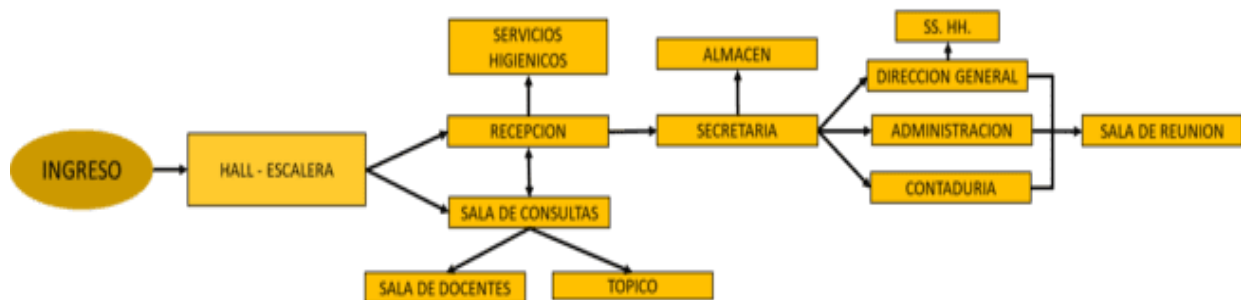 SS. HH.
SERVICIOS
HIGIENICOS
ALMACEN
DIRECCION GENERAL
RECEPCION
SECRETARIA
ADMINISTRACION
SALA DE REUNION
INGRESO
HALL - ESCALERA
CONTADURIA
SALA DE CONSULTAS
SALA DE DOCENTES
TOPICO